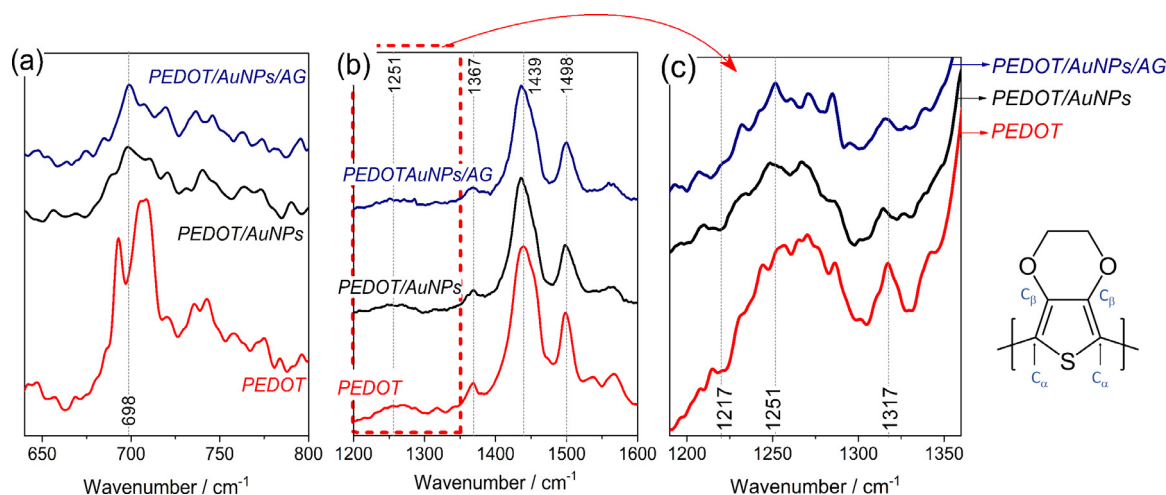 (a)
PEDOT/AuNPs/AG
PEDOT/AuNPs
PEDOT
698
650 700 750 800
Wavenumber / cm-1
(b)
1251
1367
1439
1498
PEDOTAuNPs/AG
PEDOT/AuNPs
PEDOT
1200 1300 1400 1500 1600
Wavenumber / cm-1
(c)
PEDOT/AuNPs/AG
PEDOT/AuNPs
PEDOT
1217
1251
1317
1200 1250 1300 1350
Wavenumber / cm-1
O O
Cβ Cβ
S
Cα Cα